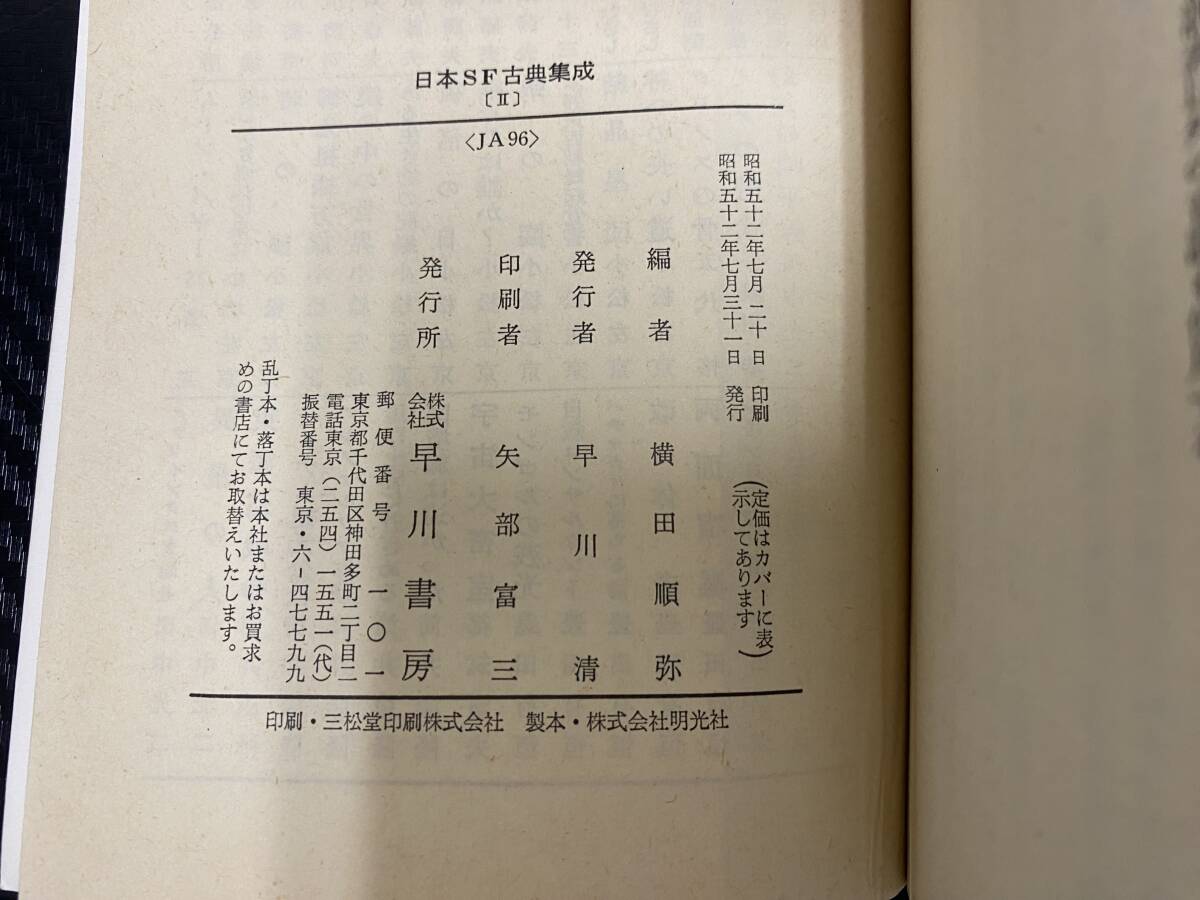 日本SF古典集成
〔Ⅱ〕
〈JA96〉
昭和五十二年七月二十日 印刷
昭和五十二年七月三十一日 発行
(定価はカバーに表
示してあります)
編者 横田順弥
発行者 早川清
印刷者 矢部富三
発行所 株式会社 早川書房
郵便番号 一〇一
東京都千代田区神田多町二丁目二
電話東京(二五四)一五五一(代)
振替番号 東京・六-四七七九九
乱丁本・落丁本は本社またはお買求
めの書店にてお取替えいたします。
印刷・三松堂印刷株式会社 製本・株式会社明光社